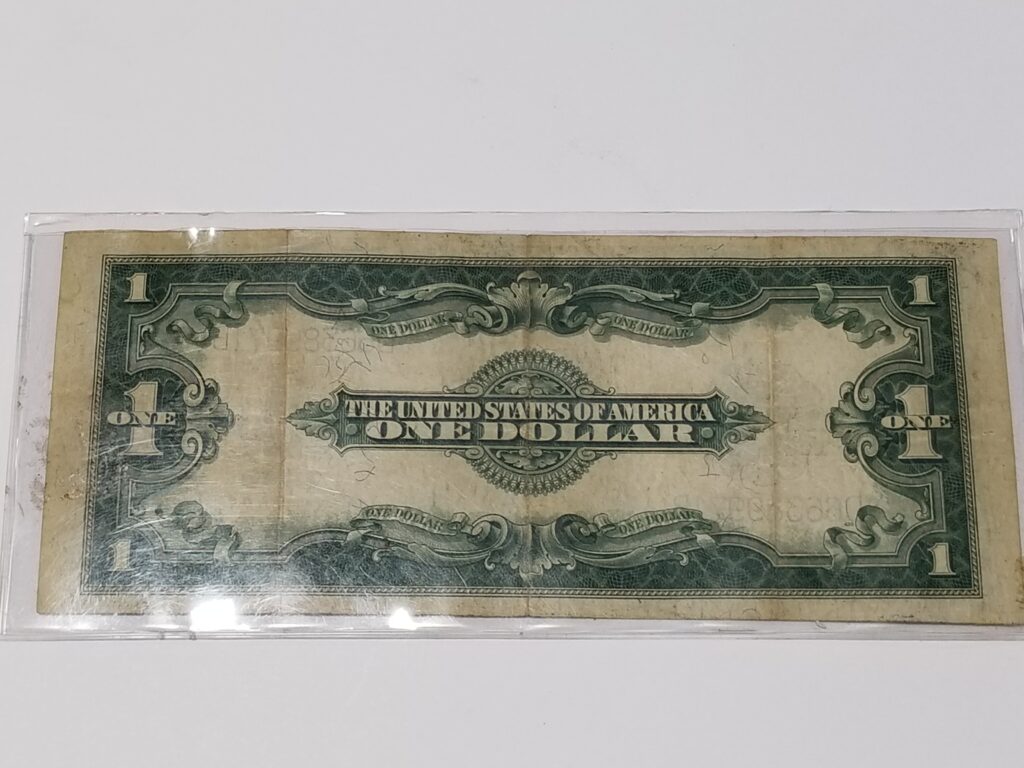 1 1
ONE DOLLAR ONE DOLLAR
1 1
ONE ONE
THE UNITED STATES OF AMERICA
ONE DOLLAR
ONE DOLLAR ONE DOLLAR
1 1